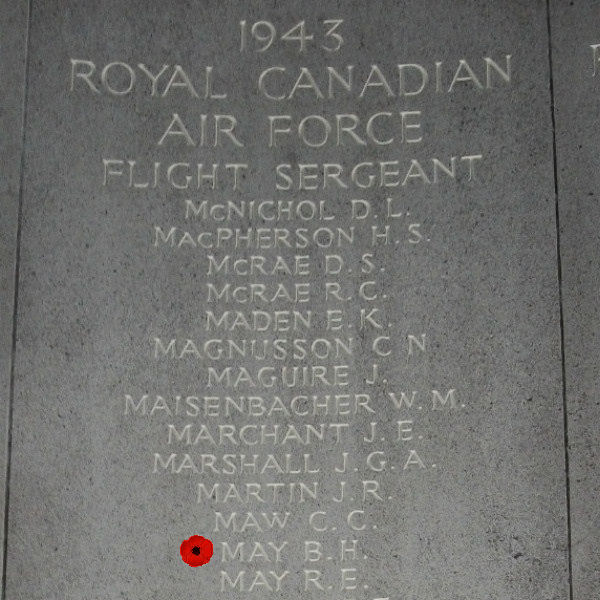 1943
ROYAL CANADIAN
AIR FORCE
FLIGHT SERGEANT
McNICHOL D.L.
MacPHERSON H.S.
McRAE D.S.
McRAE R.C.
MADEN E.K.
MAGNUSSON C N
MAGUIRE J.
MAISENBACHER W.M.
MARCHANT J.E.
MARSHALL J.G.A.
MARTIN J.R.
MAW C.C.
MAY B.H.
MAY R.E.